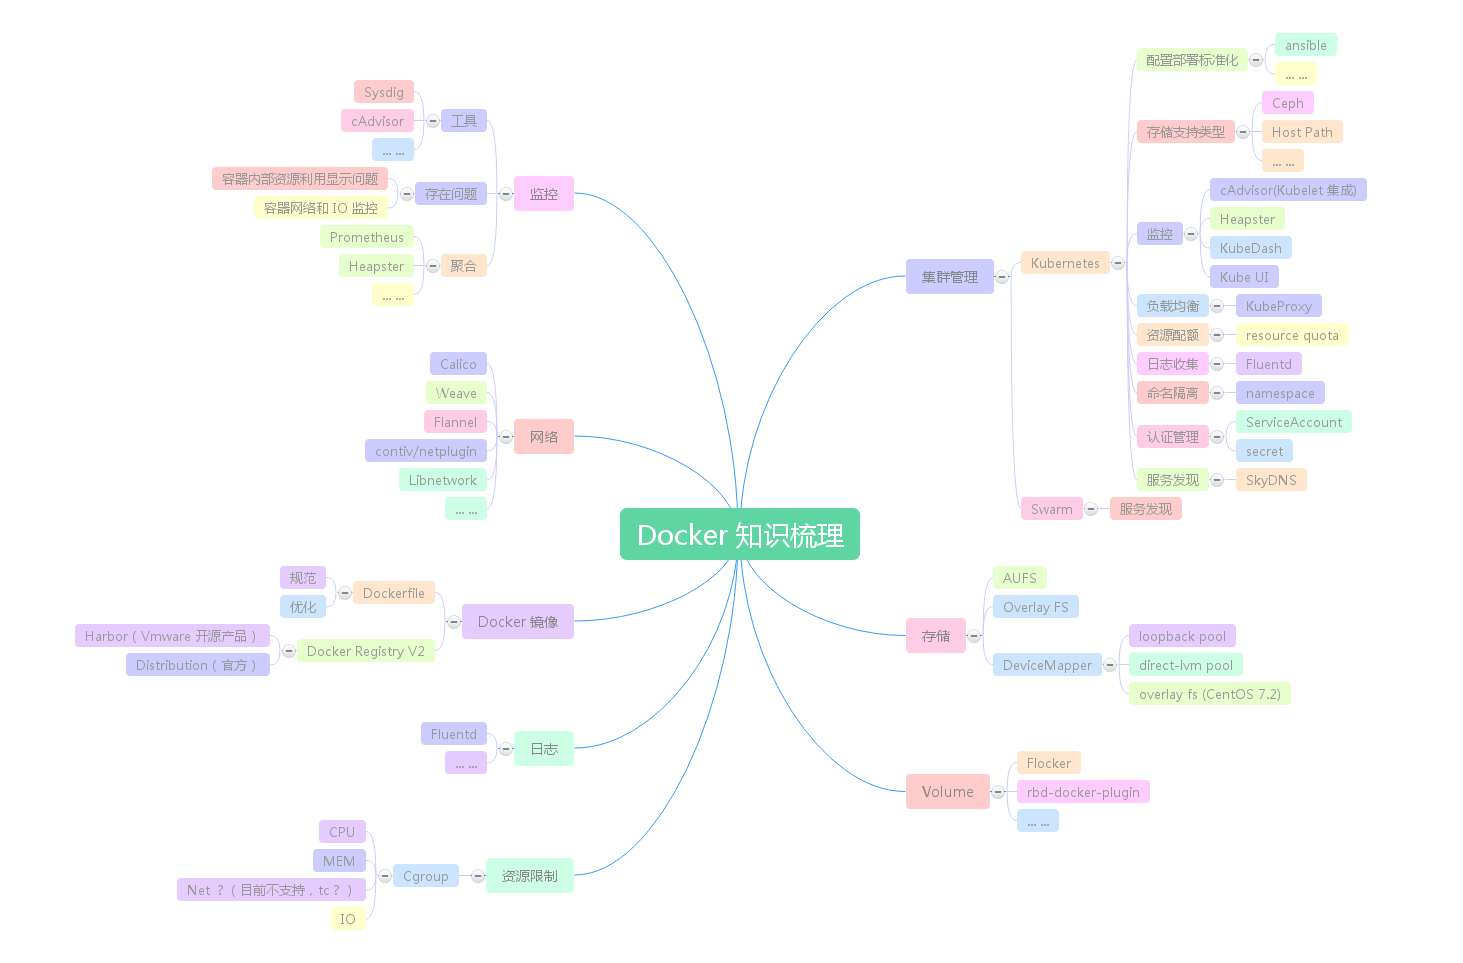 Docker 知识梳理
监控
工具
Sysdig
cAdvisor
... ...
存在问题
容器内部资源利用显示问题
容器网络和 IO 监控
聚合
Prometheus
Heapster
... ...
网络
Calico
Weave
Flannel
contiv/netplugin
Libnetwork
... ...
Docker 镜像
Dockerfile
规范
优化
Docker Registry V2
Harbor（Vmware 开源产品）
Distribution（官方）
日志
Fluentd
... ...
资源限制
Cgroup
CPU
MEM
Net ？（目前不支持，tc？）
IO
集群管理
Kubernetes
配置部署标准化
ansible
... ...
存储支持类型
Ceph
Host Path
... ...
监控
cAdvisor(Kubelet 集成)
Heapster
KubeDash
Kube UI
负载均衡
KubeProxy
资源配额
resource quota
日志收集
Fluentd
命名隔离
namespace
认证管理
ServiceAccount
secret
服务发现
SkyDNS
Swarm
服务发现
存储
AUFS
Overlay FS
DeviceMapper
loopback pool
direct-lvm pool
overlay fs (CentOS 7.2)
Volume
Flocker
rbd-docker-plugin
... ...